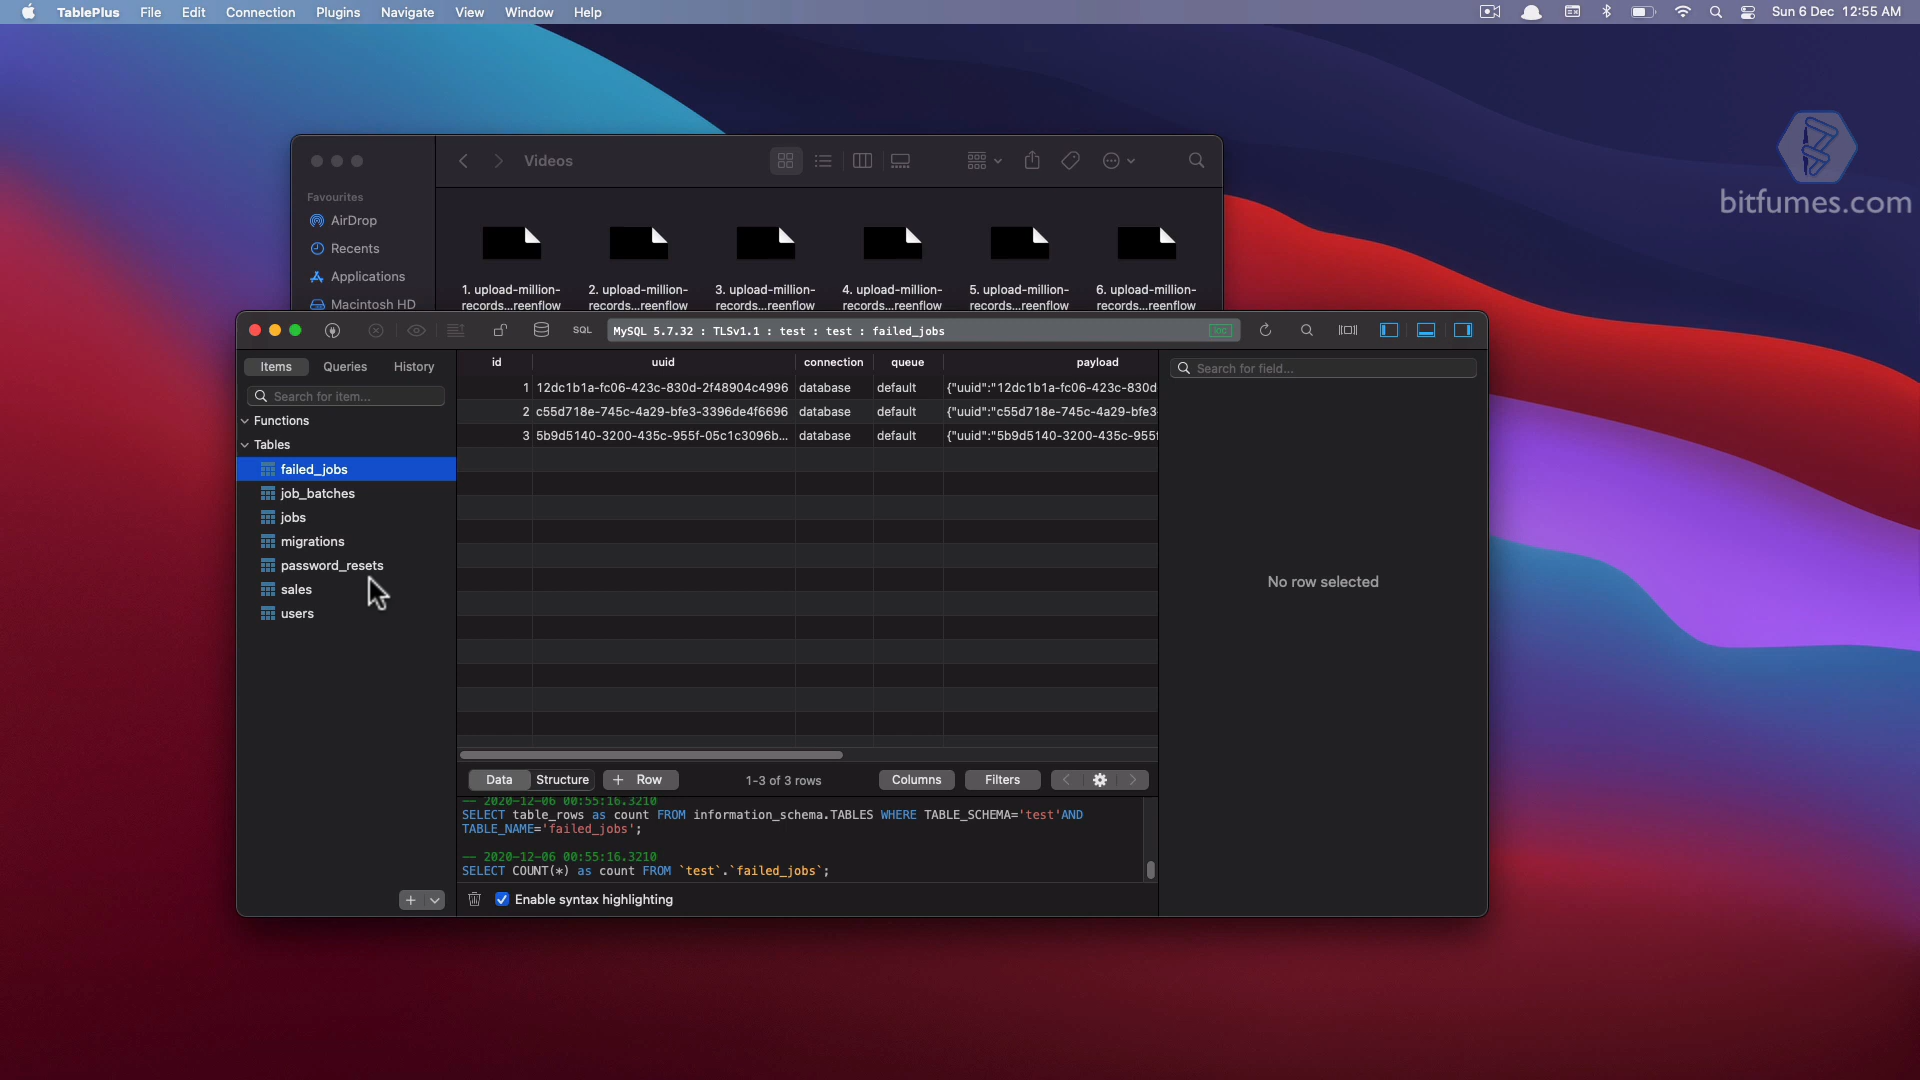 TablePlus File Edit Connection Plugins Navigate View Window Help
Sun 6 Dec 12:55 AM
bitfumes.com
Videos
Favourites
AirDrop
Recents
Applications
Macintosh HD
1. upload-million-
records...reenflow
2. upload-million-
records...reenflow
3. upload-million-
records...reenflow
4. upload-million-
records...reenflow
5. upload-million-
records...reenflow
6. upload-million-
records...reenflow
SQL
MySQL 5.7.32 : TLSv1.1 : test : test : failed_jobs
loc
Items Queries History
Search for item...
Functions
Tables
failed_jobs
job_batches
jobs
migrations
password_resets
sales
users
id uuid connection queue payload
1 12dc1b1a-fc06-423c-830d-2f48904c4996 database default {"uuid":"12dc1b1a-fc06-423c-830d
2 c55d718e-745c-4a29-bfe3-3396de4f6696 database default {"uuid":"c55d718e-745c-4a29-bfe3-
3 5b9d5140-3200-435c-955f-05c1c3096b... database default {"uuid":"5b9d5140-3200-435c-955f
Search for field...
No row selected
Data Structure + Row 1-3 of 3 rows Columns Filters
-- 2020-12-06 00:55:16.3210
SELECT table_rows as count FROM information_schema.TABLES WHERE TABLE_SCHEMA='test'AND
TABLE_NAME='failed_jobs';
-- 2020-12-06 00:55:16.3210
SELECT COUNT(*) as count FROM `test`.`failed_jobs`;
Enable syntax highlighting